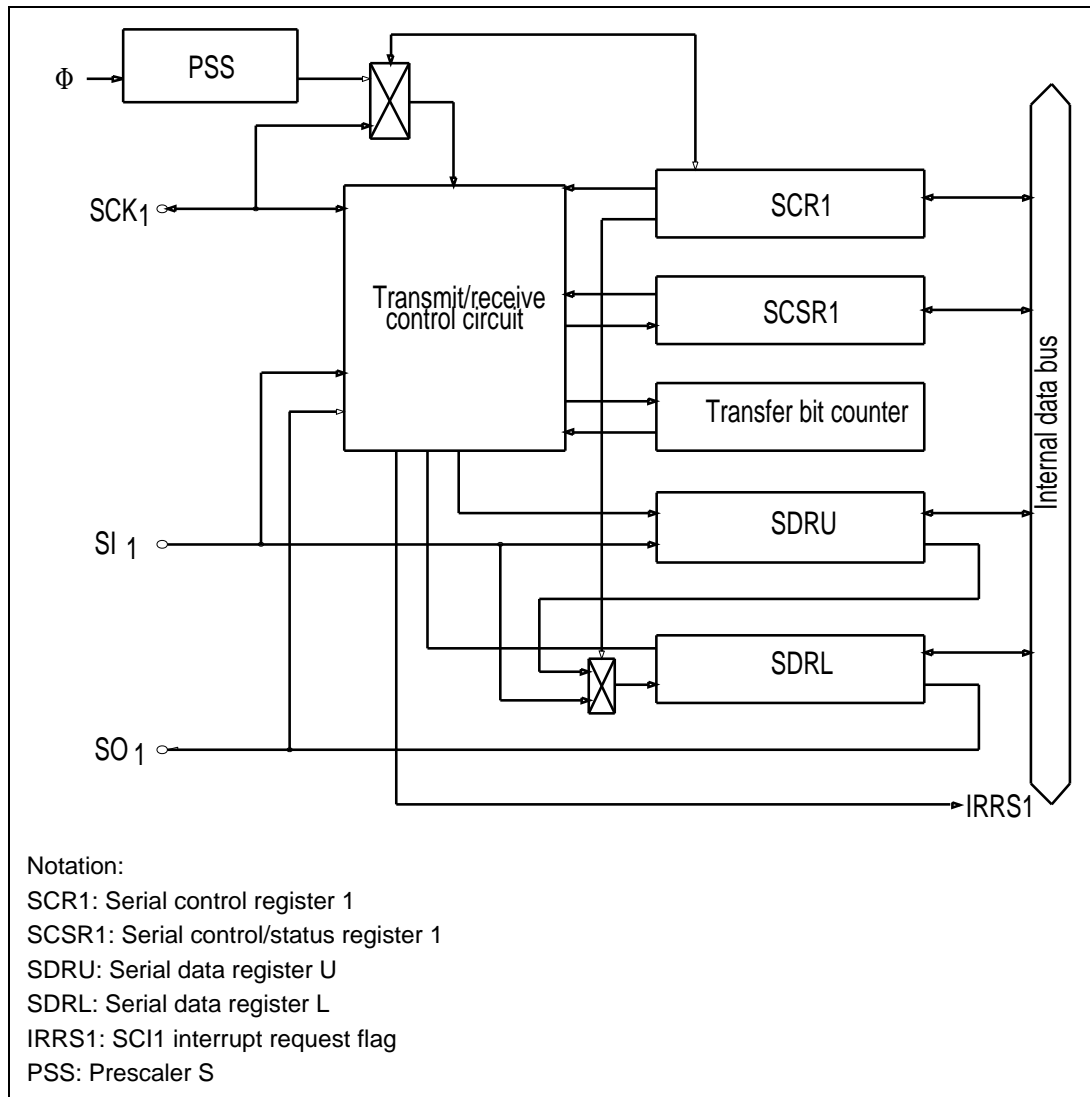 PSS
Φ
SCK1
SCR1
Transmit/receive
control circuit
SCSR1
Transfer bit counter
Internal data bus
SI 1
SDRU
SDRL
SO 1
IRRS1
Notation:
SCR1: Serial control register 1
SCSR1: Serial control/status register 1
SDRU: Serial data register U
SDRL: Serial data register L
IRRS1: SCI1 interrupt request flag
PSS: Prescaler S